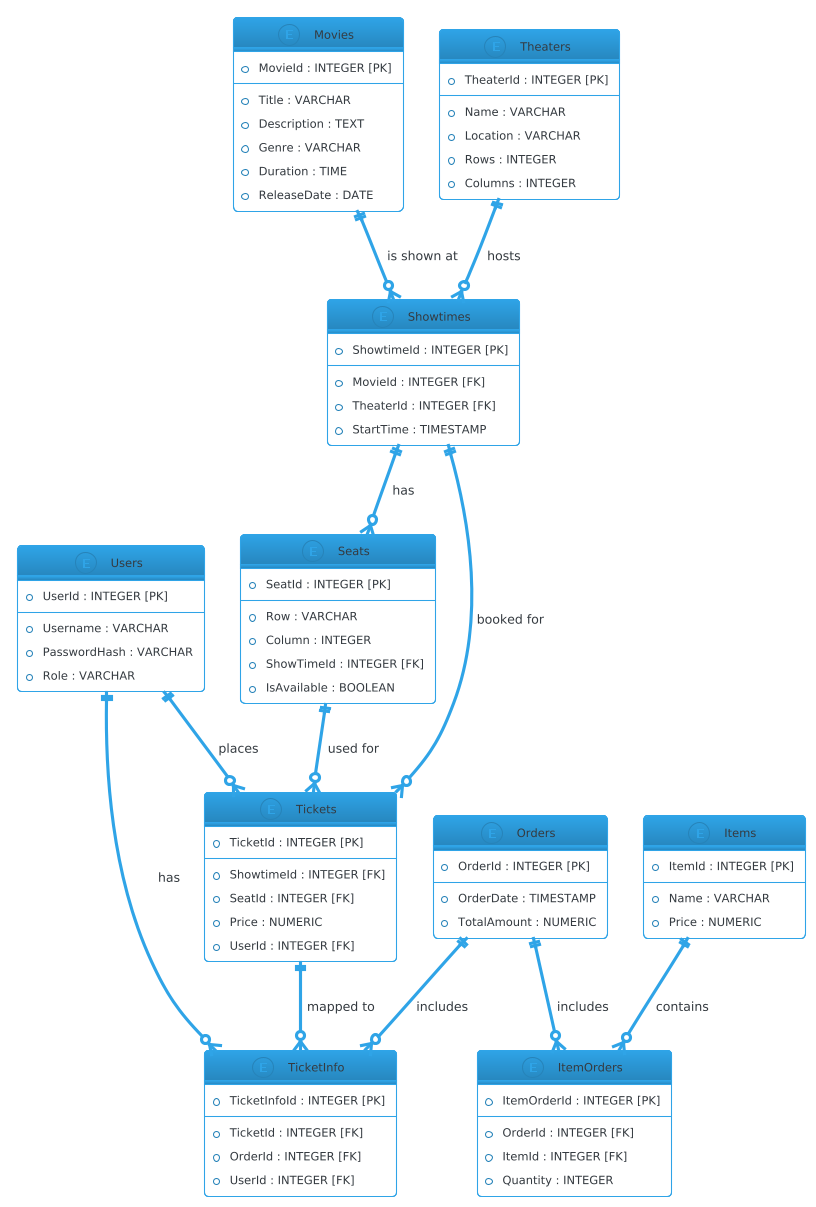 E Movies
MovieId : INTEGER [PK]
Title : VARCHAR
Description : TEXT
Genre : VARCHAR
Duration : TIME
ReleaseDate : DATE
E Theaters
TheaterId : INTEGER [PK]
Name : VARCHAR
Location : VARCHAR
Rows : INTEGER
Columns : INTEGER
is shown at
hosts
E Showtimes
ShowtimeId : INTEGER [PK]
MovieId : INTEGER [FK]
TheaterId : INTEGER [FK]
StartTime : TIMESTAMP
has
booked for
E Users
UserId : INTEGER [PK]
Username : VARCHAR
PasswordHash : VARCHAR
Role : VARCHAR
E Seats
SeatId : INTEGER [PK]
Row : VARCHAR
Column : INTEGER
ShowTimeId : INTEGER [FK]
IsAvailable : BOOLEAN
places
used for
has
E Tickets
TicketId : INTEGER [PK]
ShowtimeId : INTEGER [FK]
SeatId : INTEGER [FK]
Price : NUMERIC
UserId : INTEGER [FK]
E Orders
OrderId : INTEGER [PK]
OrderDate : TIMESTAMP
TotalAmount : NUMERIC
E Items
ItemId : INTEGER [PK]
Name : VARCHAR
Price : NUMERIC
mapped to
includes
includes
contains
E TicketInfo
TicketInfoId : INTEGER [PK]
TicketId : INTEGER [FK]
OrderId : INTEGER [FK]
UserId : INTEGER [FK]
E ItemOrders
ItemOrderId : INTEGER [PK]
OrderId : INTEGER [FK]
ItemId : INTEGER [FK]
Quantity : INTEGER